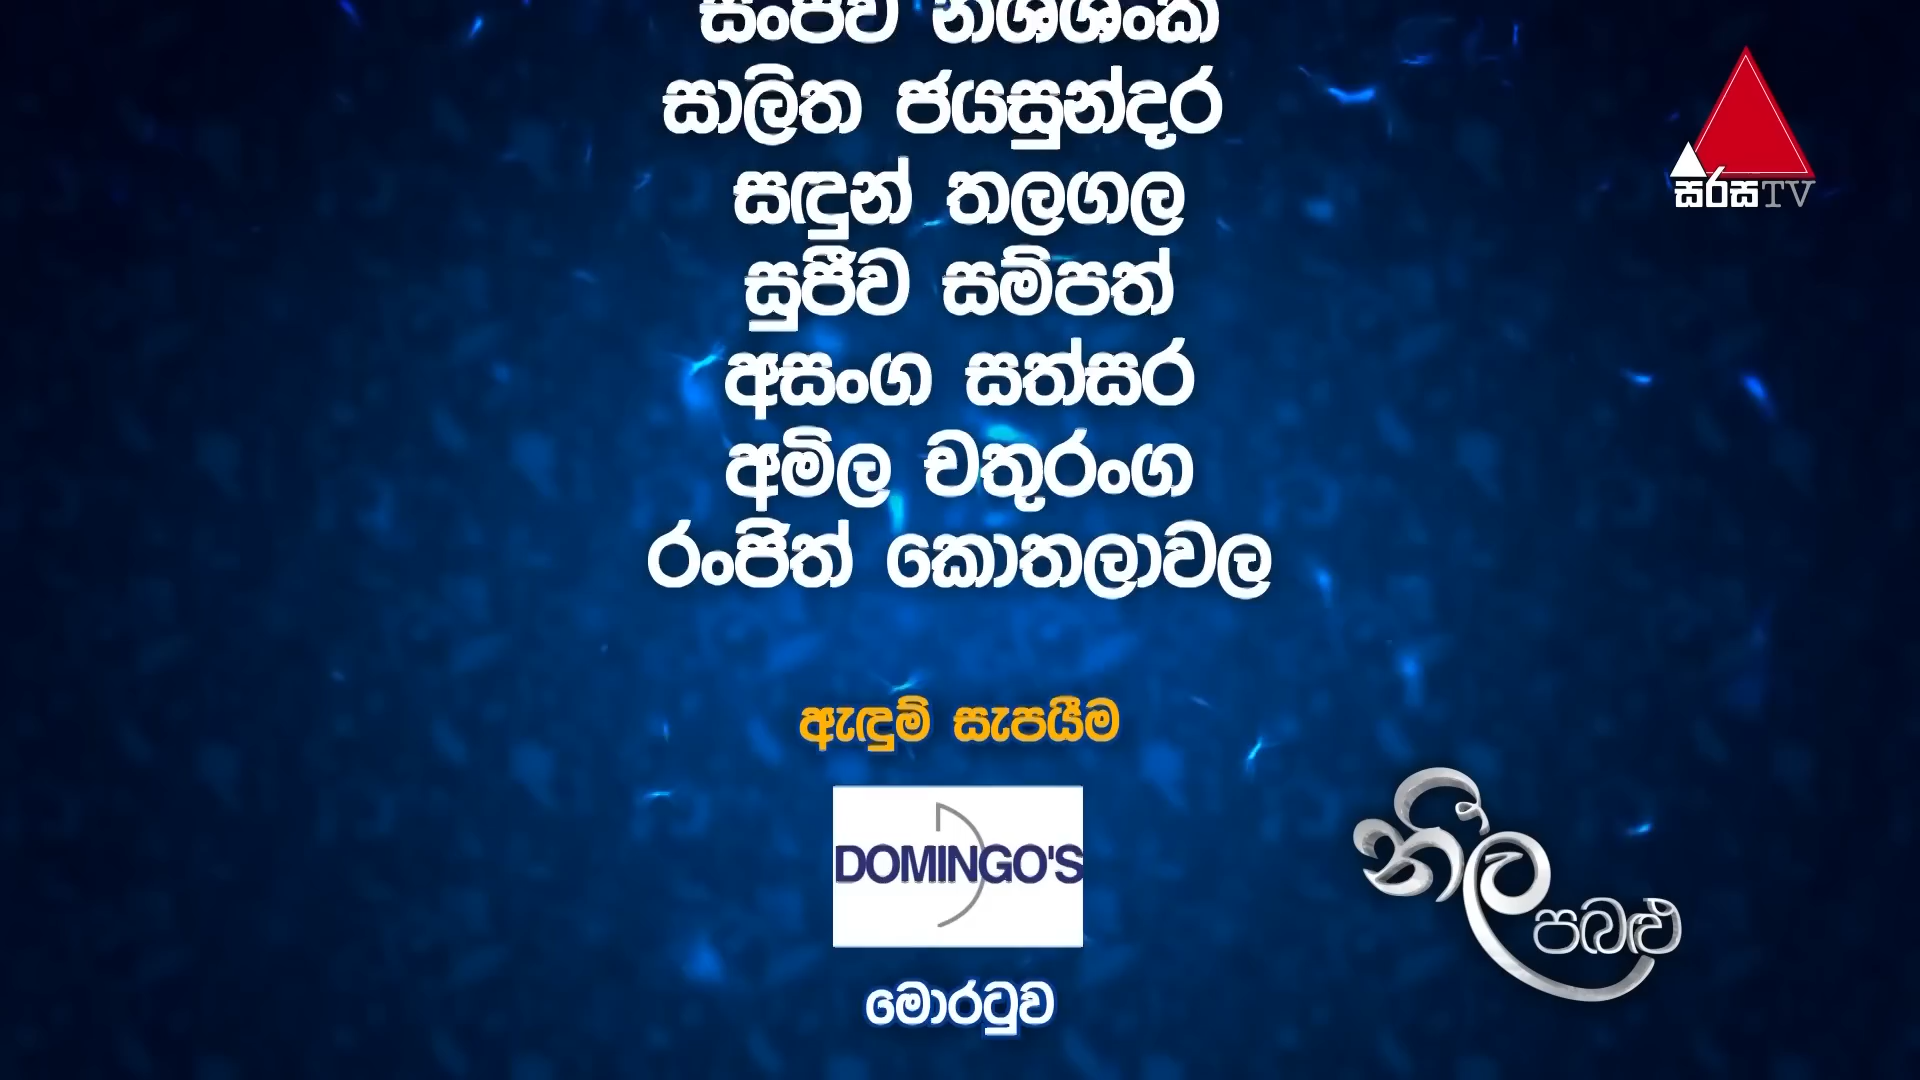 සංජීව නිශ්ශංක
සාලිත ජයසුන්දර
සඳුන් තලගල
සුජීව සම්පත්
අසංග සත්සර
අමිල චතුරංග
රංජිත් කොතලාවල
ඇඳුම් සැපයීම
DOMINGO'S
මොරටුව
සිරස TV
නීල
පබළු